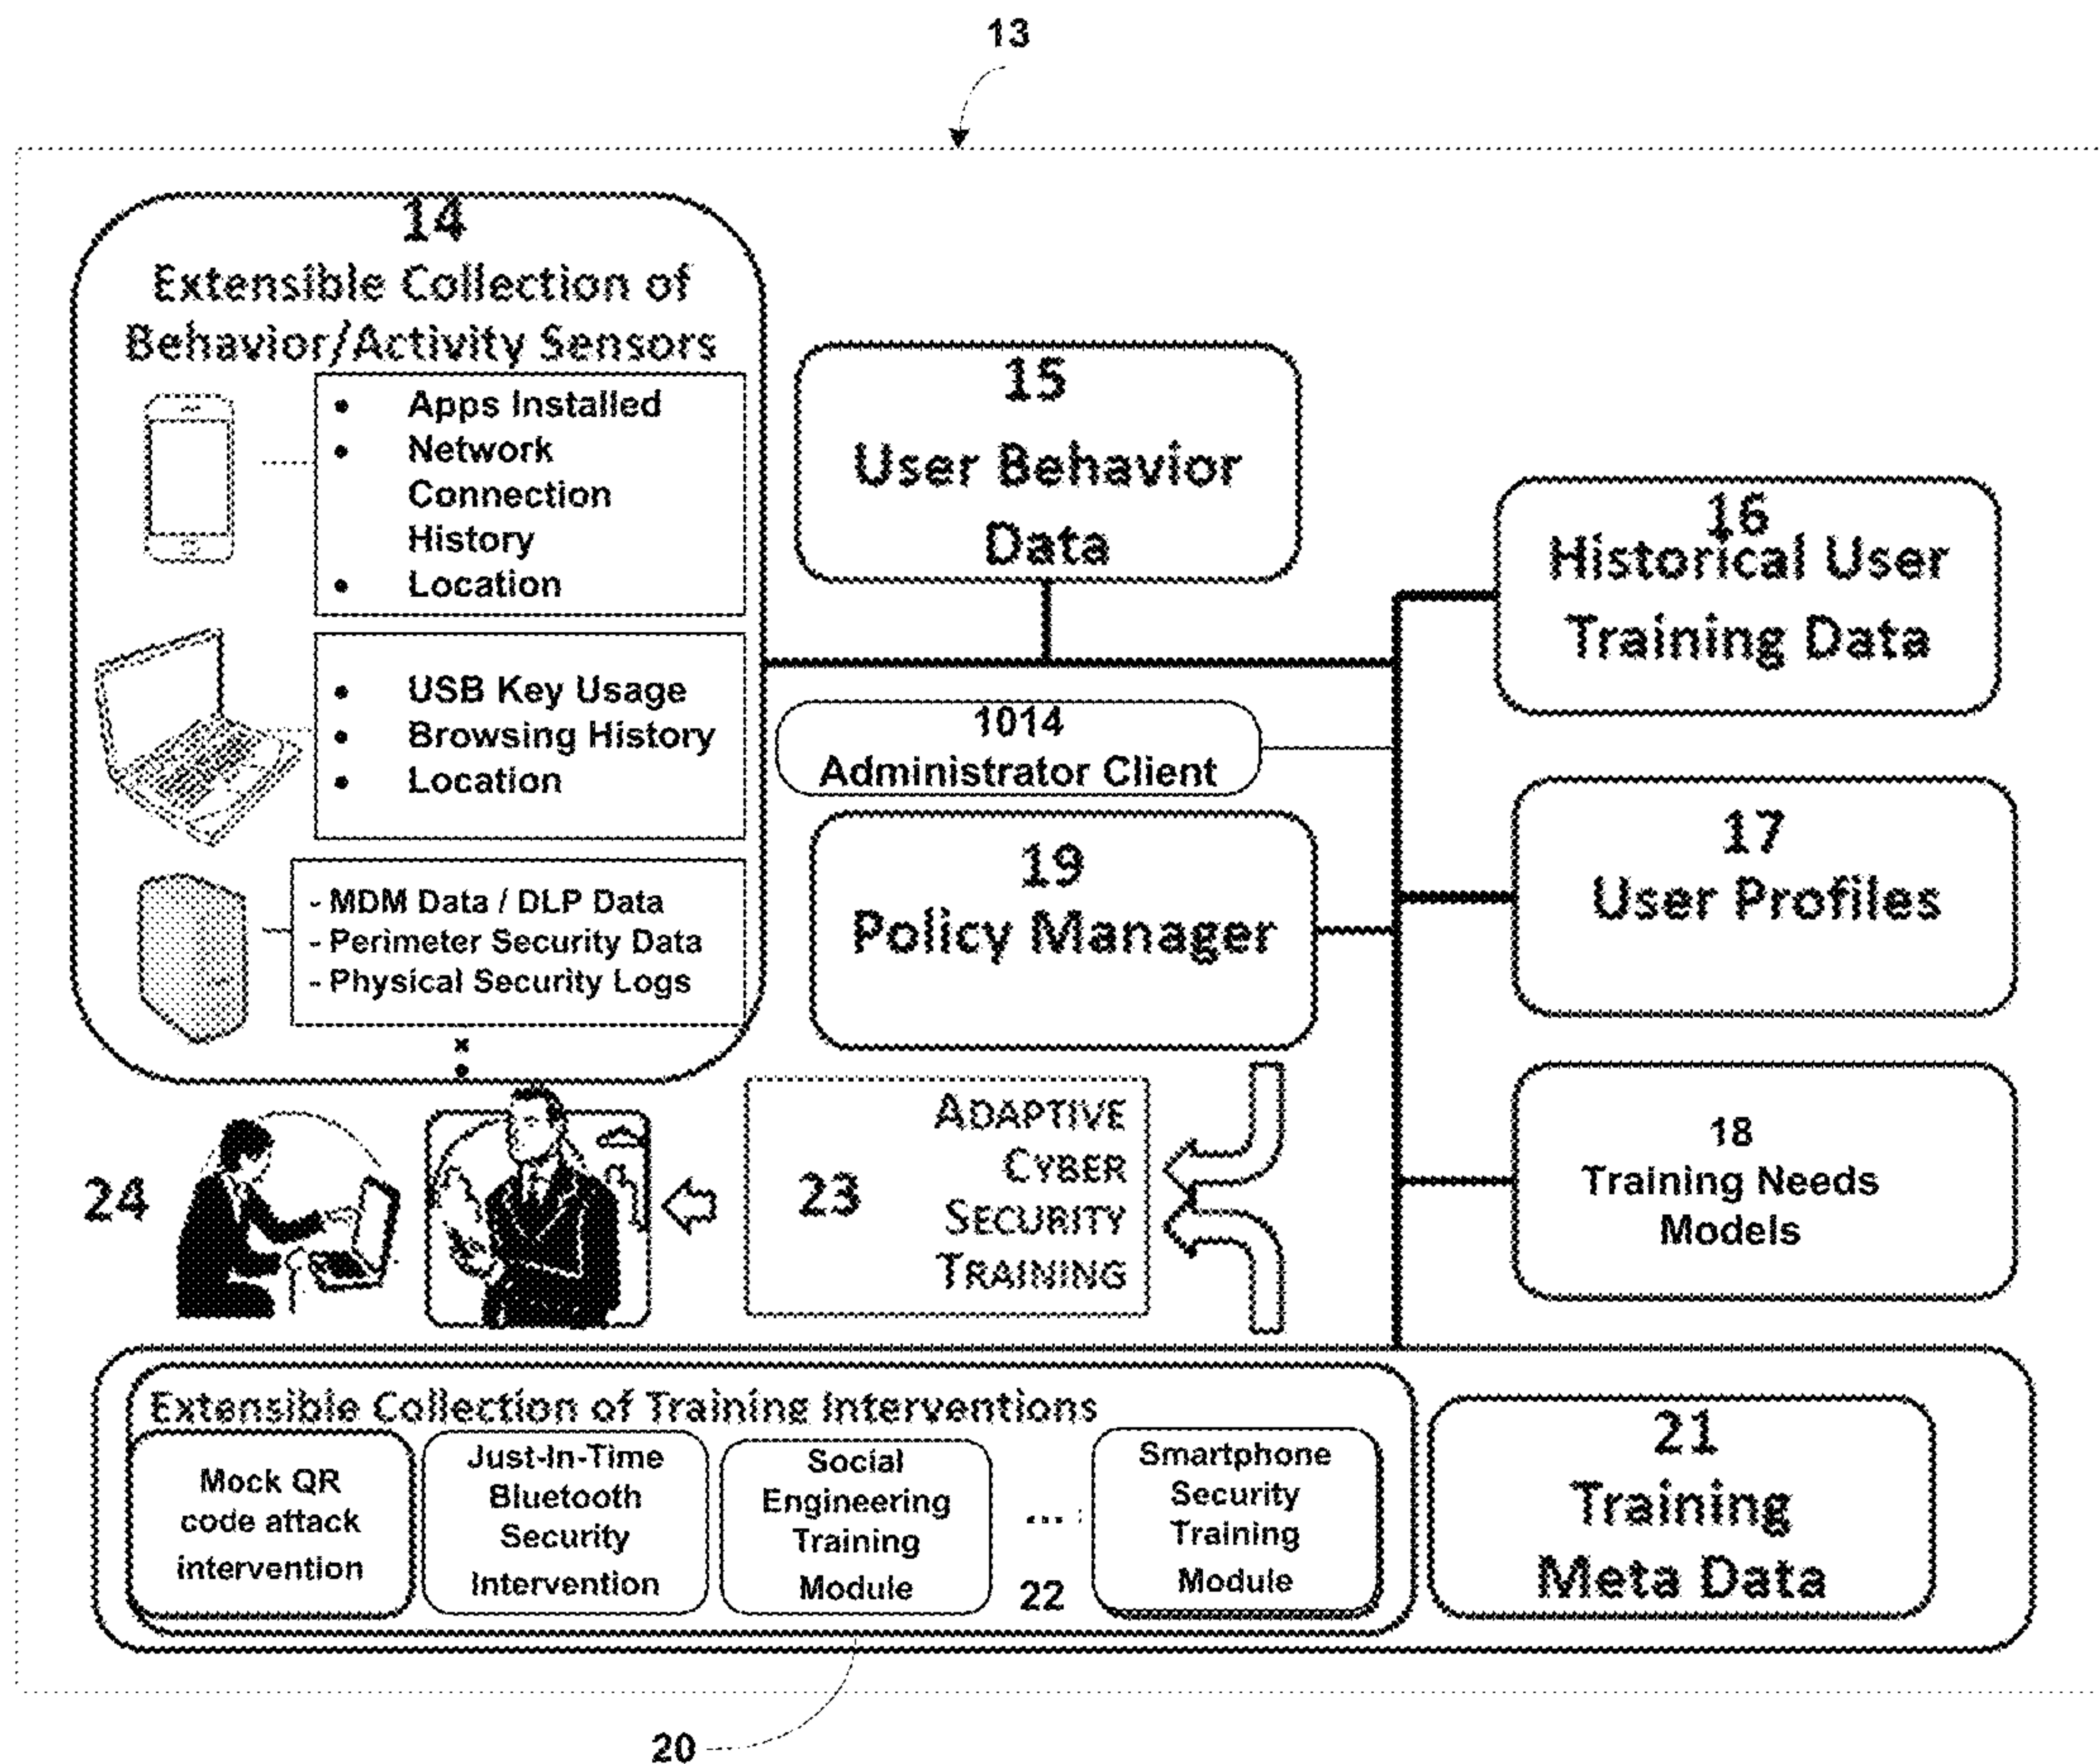 13
14
Extensible Collection of
Behavior/Activity Sensors
• Apps Installed
• Network
Connection
History
• Location
• USB Key Usage
• Browsing History
• Location
- MDM Data / DLP Data
- Perimeter Security Data
- Physical Security Logs
15
User Behavior
Data
16
Historical User
Training Data
1014
Administrator Client
17
User Profiles
19
Policy Manager
18
Training Needs
Models
24
23
ADAPTIVE
CYBER
SECURITY
TRAINING
Extensible Collection of Training Interventions
Mock QR
code attack
intervention
Just-In-Time
Bluetooth
Security
Intervention
Social
Engineering
Training
Module
...
22
Smartphone
Security
Training
Module
21
Training
Meta Data
20